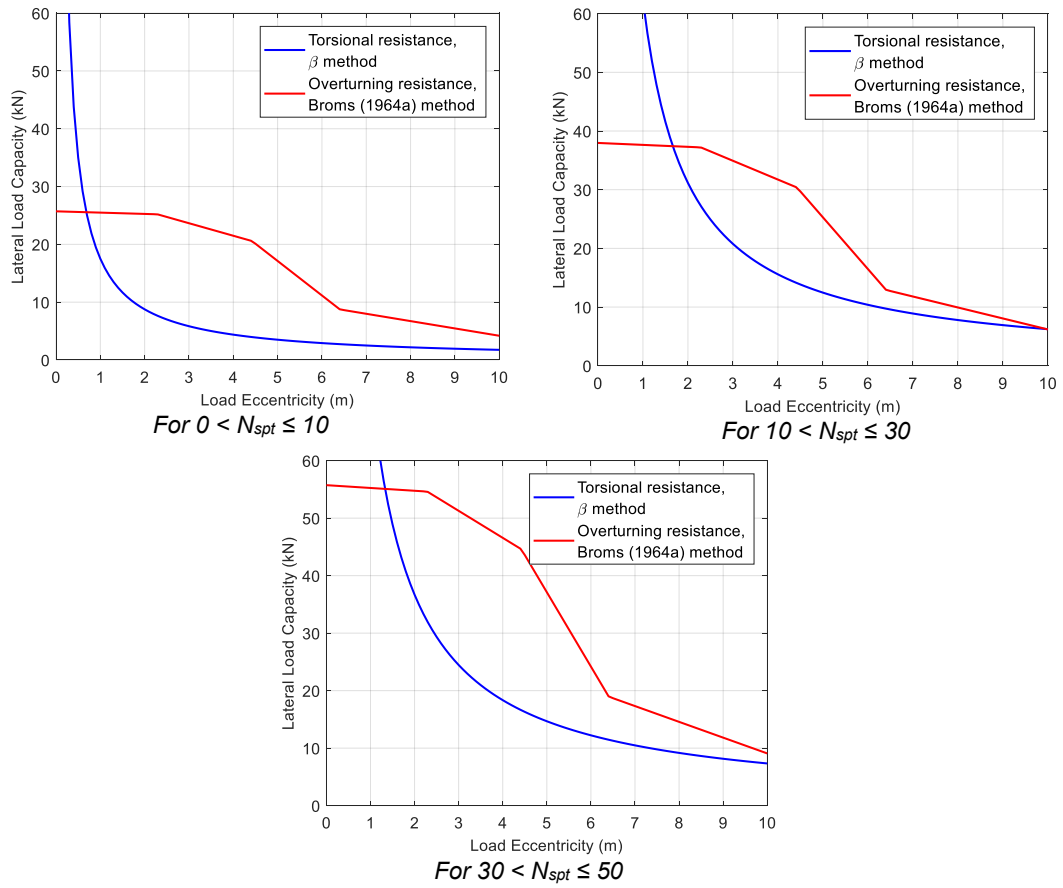 60
50
40
30
20
10
0
Lateral Load Capacity (kN)
Torsional resistance,
β method
Overturning resistance,
Broms (1964a) method
0 1 2 3 4 5 6 7 8 9 10
Load Eccentricity (m)
For 0 < Nspt ≤ 10
60
50
40
30
20
10
0
Lateral Load Capacity (kN)
Torsional resistance,
β method
Overturning resistance,
Broms (1964a) method
0 1 2 3 4 5 6 7 8 9 10
Load Eccentricity (m)
For 10 < Nspt ≤ 30
60
50
40
30
20
10
0
Lateral Load Capacity (kN)
Torsional resistance,
β method
Overturning resistance,
Broms (1964a) method
0 1 2 3 4 5 6 7 8 9 10
Load Eccentricity (m)
For 30 < Nspt ≤ 50